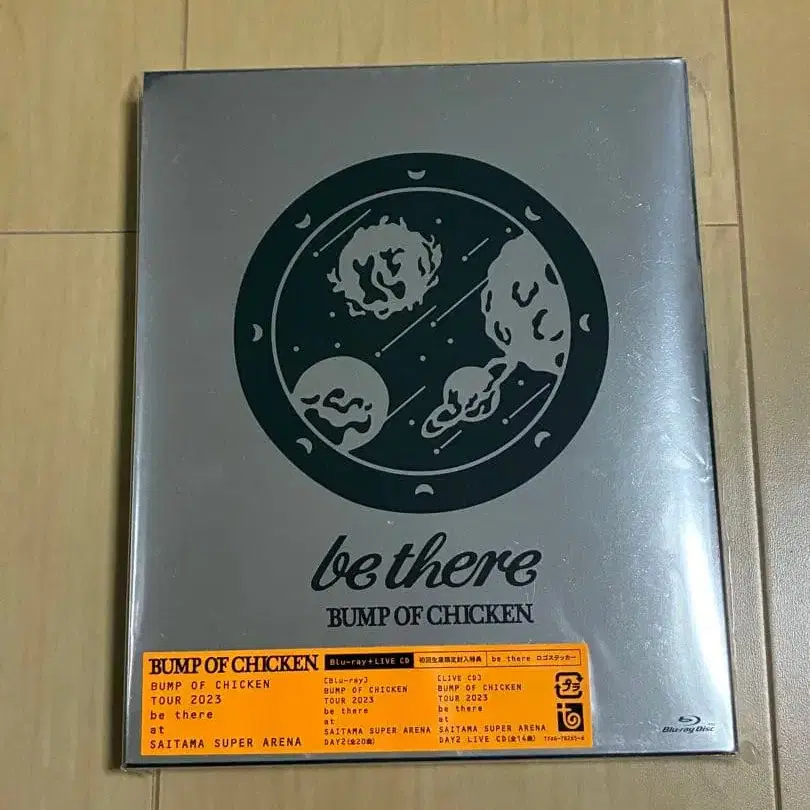 be there
BUMP OF CHICKEN
BUMP OF CHICKEN
BUMP OF CHICKEN
TOUR 2023
be there
at
SAITAMA SUPER ARENA
Blu-ray+LIVE CD
初回生産限定封入特典
be there ロゴステッカー
[Blu-ray]
BUMP OF CHICKEN
TOUR 2023
be there
at
SAITAMA SUPER ARENA
DAY2(全20曲)
[LIVE CD]
BUMP OF CHICKEN
TOUR 2023
be there
at
SAITAMA SUPER ARENA
DAY2 LIVE CD(全14曲)
プラ
Blu-ray Disc